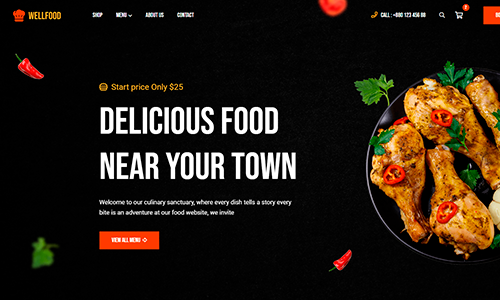 WELLFOOD
SHOP
MENU
ABOUT US
CONTACT
CALL : +880 123 456 88
2
Start price Only $25
DELICIOUS FOOD
NEAR YOUR TOWN
Welcome to our culinary sanctuary, where every dish tells a story every
bite is an adventure at our food website, we invite
VIEW ALL MENU